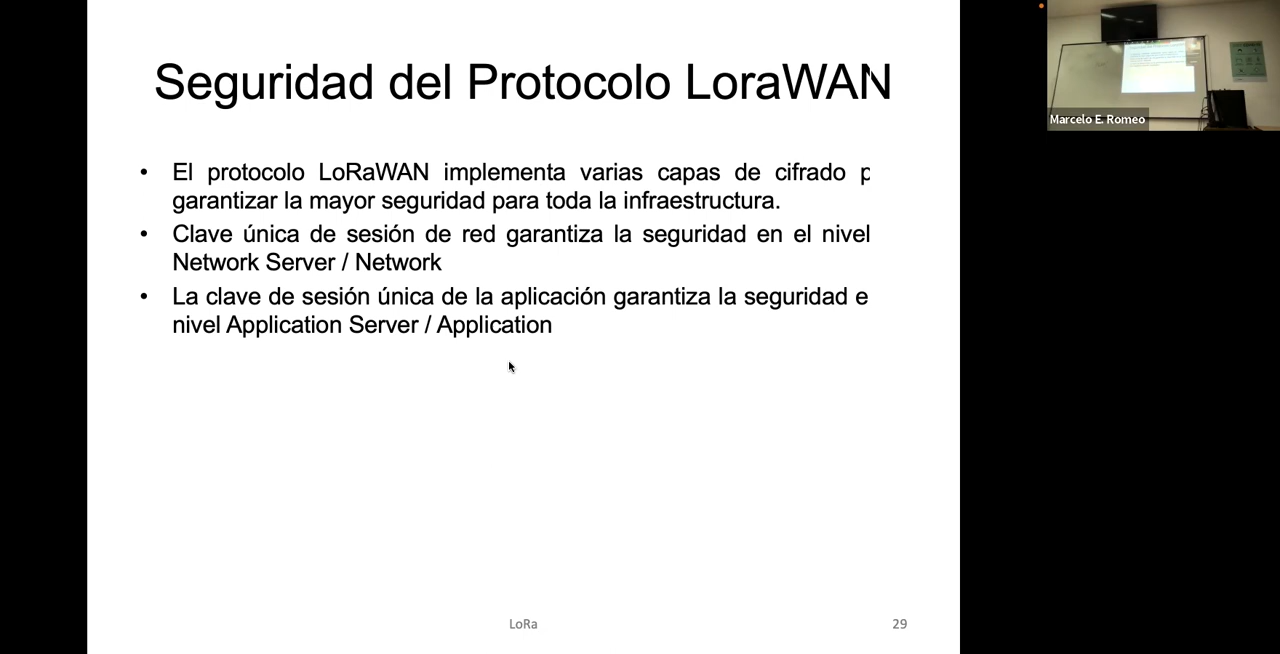 Seguridad del Protocolo LoraWAN
• El protocolo LoRaWAN implementa varias capas de cifrado p
garantizar la mayor seguridad para toda la infraestructura.
• Clave única de sesión de red garantiza la seguridad en el nivel
Network Server / Network
• La clave de sesión única de la aplicación garantiza la seguridad e
nivel Application Server / Application
LoRa
29
Marcelo E. Romeo